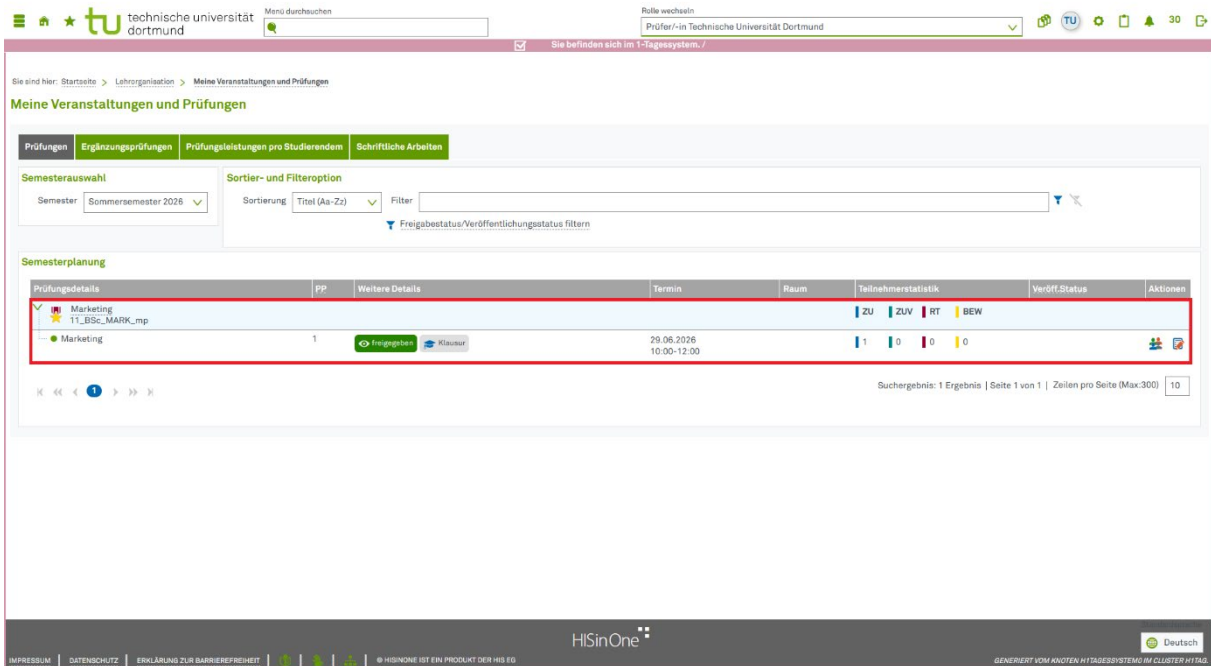 technische universität
dortmund
Menü durchsuchen
Rolle wechseln
Prüfer/-in Technische Universität Dortmund
TU
30
Sie befinden sich im 1-Tagessystem. /
Sie sind hier: Startseite > Lehrorganisation > Meine Veranstaltungen und Prüfungen
Meine Veranstaltungen und Prüfungen
Prüfungen Ergänzungsprüfungen Prüfungsleistungen pro Studierendem Schriftliche Arbeiten
Semesterauswahl
Semester Sommersemester 2026
Sortier- und Filteroption
Sortierung Titel (Aa-Zz) Filter
Freigabestatus/Veröffentlichungsstatus filtern
Semesterplanung
Prüfungsdetails PP Weitere Details Termin Raum Teilnehmerstatistik Veröff.Status Aktionen
Marketing
11_BSc_MARK_mp
ZU ZUV RT BEW
Marketing 1 freigegeben Klausur 29.06.2026
10:00-12:00
1 0 0 0
1
Suchergebnis: 1 Ergebnis | Seite 1 von 1 | Zeilen pro Seite (Max:300) 10
HISinOne
Deutsch
IMPRESSUM | DATENSCHUTZ | ERKLÄRUNG ZUR BARRIEREFREIHEIT | © HISINONE IST EIN PRODUKT DER HIS EG
GENERIERT VOM KNOTEN H1TAGESSYSTEMC IM CLUSTER H1TAG.